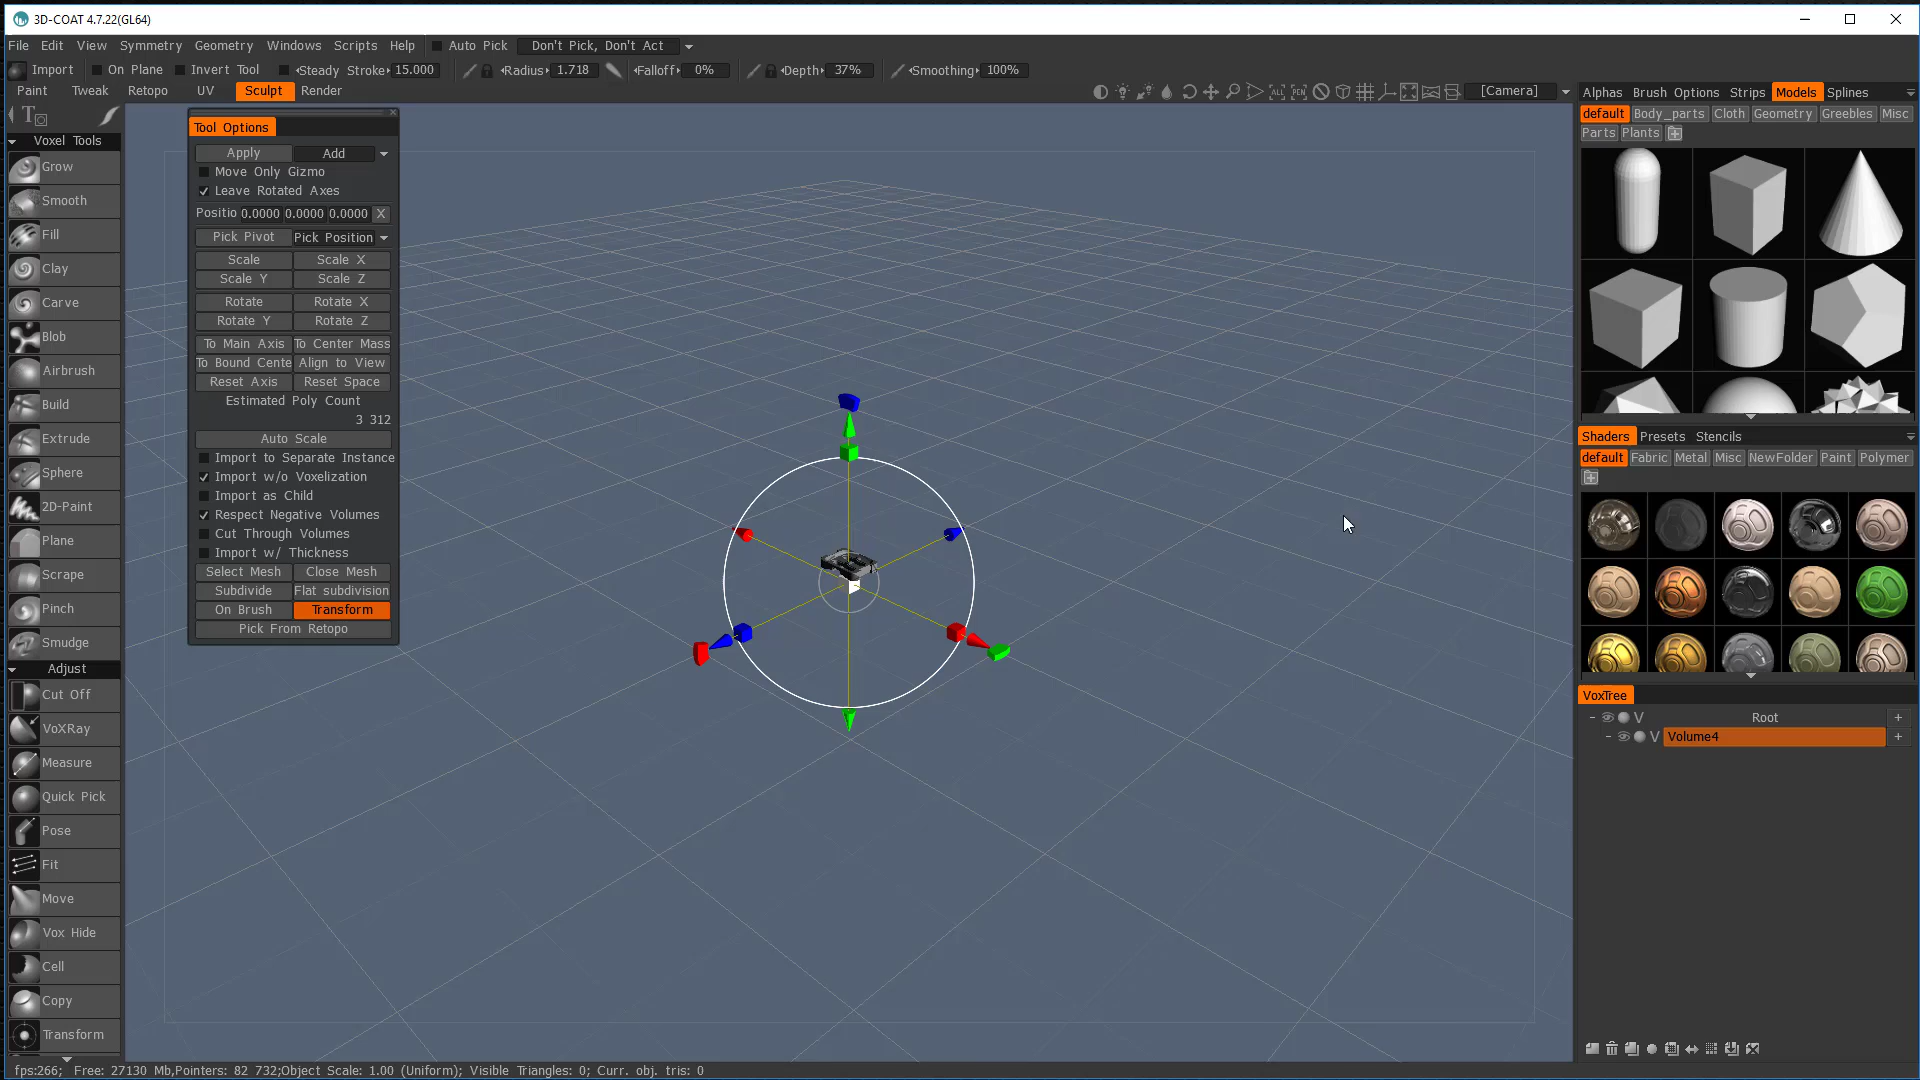 3D-COAT 4.7.22(GL64)
File Edit View Symmetry Geometry Windows Scripts Help Auto Pick Don't Pick, Don't Act
Import On Plane Invert Tool Steady Stroke 15.000 Radius 1.718 Falloff 0% Depth 37% Smoothing 100%
Paint Tweak Retopo UV Sculpt Render [Camera]
Voxel Tools
Grow
Smooth
Fill
Clay
Carve
Blob
Airbrush
Build
Extrude
Sphere
2D-Paint
Plane
Scrape
Pinch
Smudge
Adjust
Cut Off
VoXRay
Measure
Quick Pick
Pose
Fit
Move
Vox Hide
Cell
Copy
Transform
Tool Options
Apply Add
Move Only Gizmo
Leave Rotated Axes
Positio 0.0000 0.0000 0.0000 X
Pick Pivot Pick Position
Scale Scale X
Scale Y Scale Z
Rotate Rotate X
Rotate Y Rotate Z
To Main Axis To Center Mass
To Bound Cente Align to View
Reset Axis Reset Space
Estimated Poly Count
3 312
Auto Scale
Import to Separate Instance
Import w/o Voxelization
Import as Child
Respect Negative Volumes
Cut Through Volumes
Import w/ Thickness
Select Mesh Close Mesh
Subdivide Flat subdivision
On Brush Transform
Pick From Retopo
Alphas Brush Options Strips Models Splines
default Body_parts Cloth Geometry Greebles Misc
Parts Plants
Shaders Presets Stencils
default Fabric Metal Misc NewFolder Paint Polymer
VoxTree
V Root +
V Volume4 +
fps:266; Free: 27130 Mb,Pointers: 82 732;Object Scale: 1.00 (Uniform); Visible Triangles: 0; Curr. obj. tris: 0